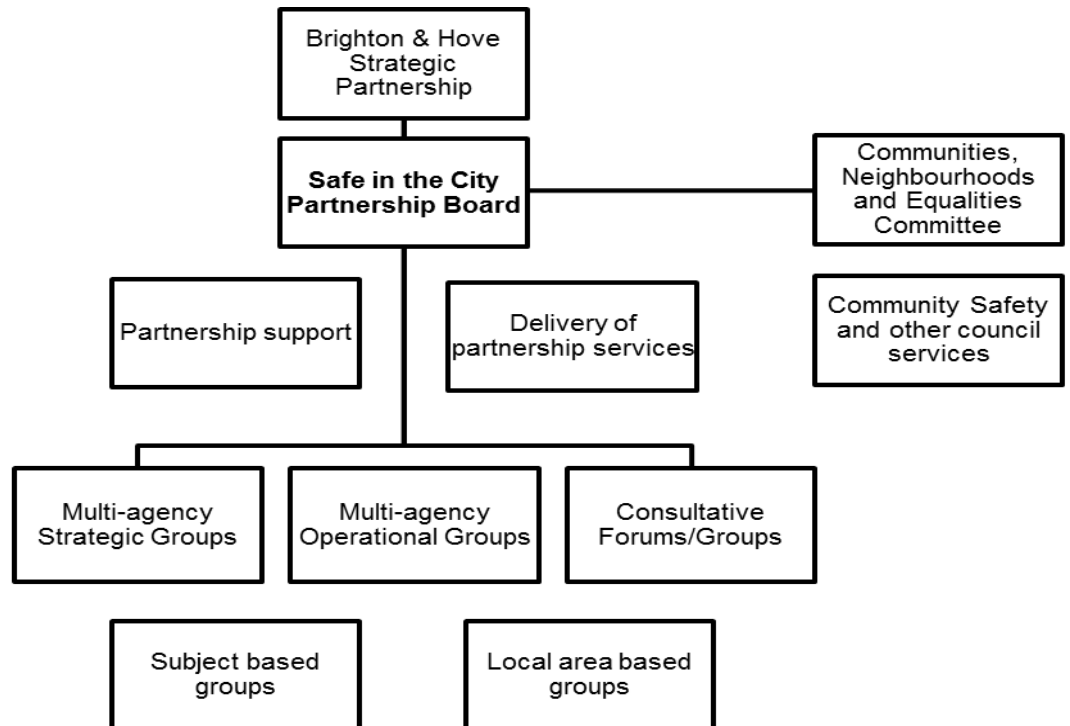 Brighton & Hove
Strategic
Partnership
Safe in the City
Partnership Board
Communities,
Neighbourhoods
and Equalities
Committee
Partnership support
Delivery of
partnership services
Community Safety
and other council
services
Multi-agency
Strategic Groups
Multi-agency
Operational Groups
Consultative
Forums/Groups
Subject based
groups
Local area based
groups